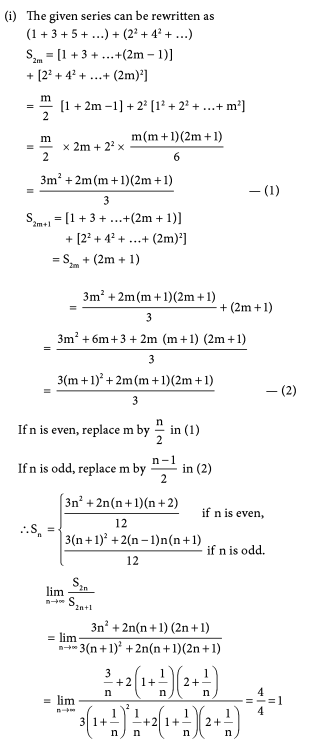 (i) The given series can be rewritten as
(1 + 3 + 5 + ...) + (2² + 4² + ...)
S₂ₘ = [1 + 3 + ...+(2m − 1)]
+ [2² + 4² + ...+ (2m)²]
= m/2 [1 + 2m −1] + 2² [1² + 2² + ...+ m²]
= m/2 × 2m + 2² × m(m + 1)(2m + 1)/6
= 3m² + 2m(m + 1)(2m + 1)/3 — (1)
S₂ₘ₊₁ = [1 + 3 + ...+(2m + 1)]
+ [2² + 4² + ...+ (2m)²]
= S₂ₘ + (2m + 1)
= 3m² + 2m(m + 1)(2m + 1)/3 + (2m + 1)
= 3m² + 6m + 3 + 2m (m + 1) (2m + 1)/3
= 3(m + 1)² + 2m(m + 1)(2m + 1)/3 — (2)
If n is even, replace m by n/2 in (1)
If n is odd, replace m by n − 1/2 in (2)
∴Sₙ = { 3n² + 2n(n + 1)(n + 2)/12 if n is even,
3(n + 1)² + 2(n − 1)n(n + 1)/12 if n is odd.
lim n→∞ S₂ₙ/S₂ₙ₊₁
= lim n→∞ 3n² + 2n(n + 1) (2n + 1)/3(n + 1)² + 2n(n + 1)(2n + 1)
= lim n→∞ 3/n + 2(1 + 1/n)(2 + 1/n)/3(1 + 1/n)² 1/n + 2(1 + 1/n)(2 + 1/n) = 4/4 = 1